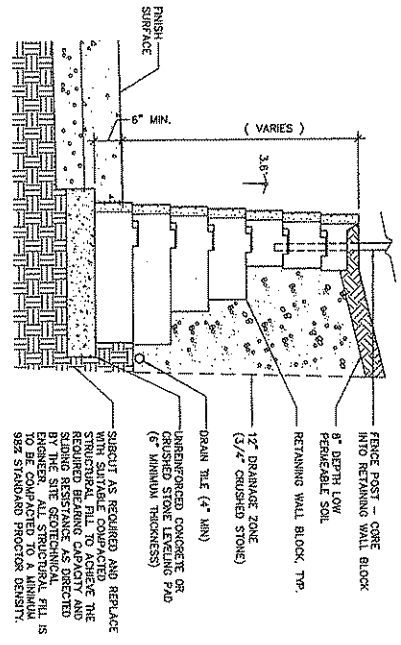 FENCE POST – CORE
INTO RETAINING WALL BLOCK
8" DEPTH LOW
PERMEABLE SOIL
RETAINING WALL BLOCK, TYP.
12" DRAINAGE ZONE
(3/4" CRUSHED STONE)
DRAIN TILE (4" MIN)
UNREINFORCED CONCRETE OR
CRUSHED STONE LEVELING PAD
(6" MINIMUM THICKNESS)
SUBCUT AS REQUIRED AND REPLACE
WITH SUITABLE COMPACTED
STRUCTURAL FILL TO ACHIEVE THE
REQUIRED BEARING CAPACITY AND
SLIDING RESISTANCE AS DIRECTED
BY THE SITE GEOTECHNICAL
ENGINEER. ALL STRUCTURAL FILL IS
TO BE COMPACTED TO A MINIMUM
98% STANDARD PROCTOR DENSITY.
( VARIES )
3.6°
6" MIN.
FINISH
SURFACE